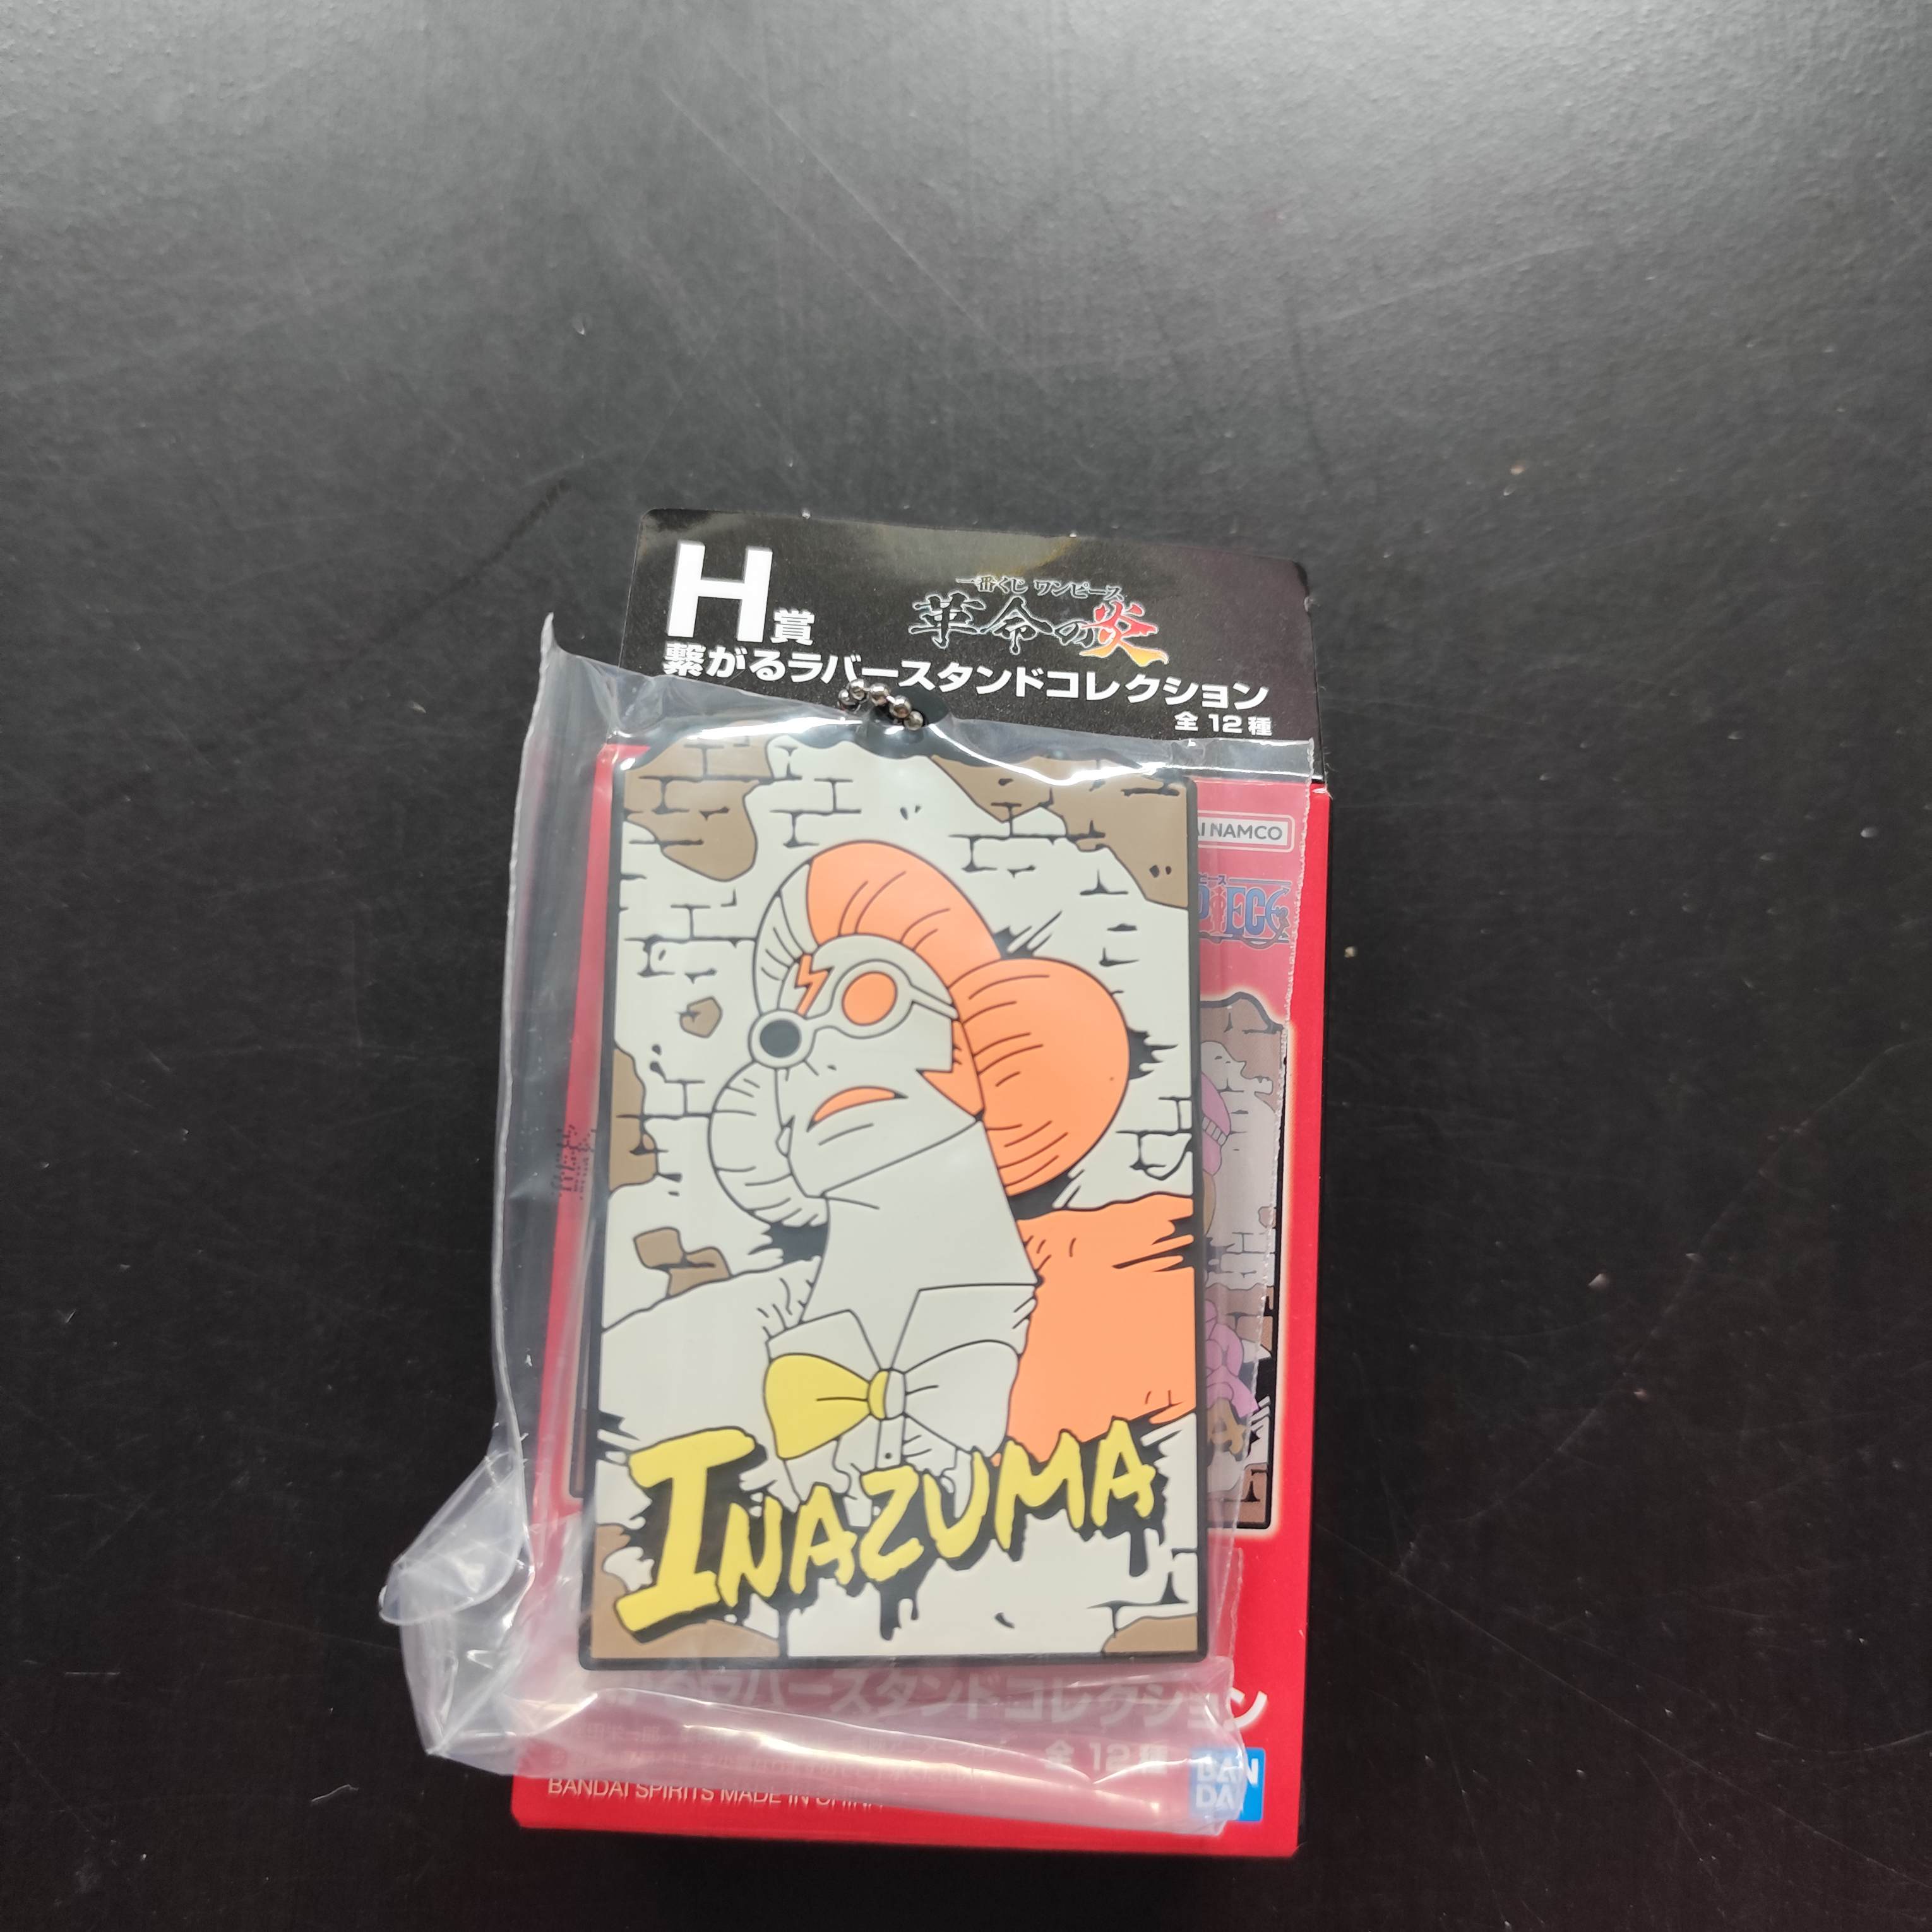 H賞
一番くじ ワンピース
革命の炎
繋がるラバースタンドコレクション
全12種
NAMCO
INAZUMA
ラバースタンドコレクション
全12種
BANDAI SPIRITS MADE IN CHINA
BAN
DAI